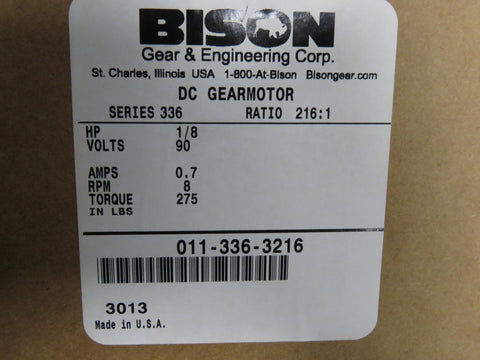 BISON
Gear & Engineering Corp.
St. Charles, Illinois USA 1-800-At-Bison Bisongear.com
DC GEARMOTOR
SERIES 336 RATIO 216:1
HP 1/8
VOLTS 90
AMPS 0.7
RPM 8
TORQUE 275
IN LBS
011-336-3216
3013
Made in U.S.A.